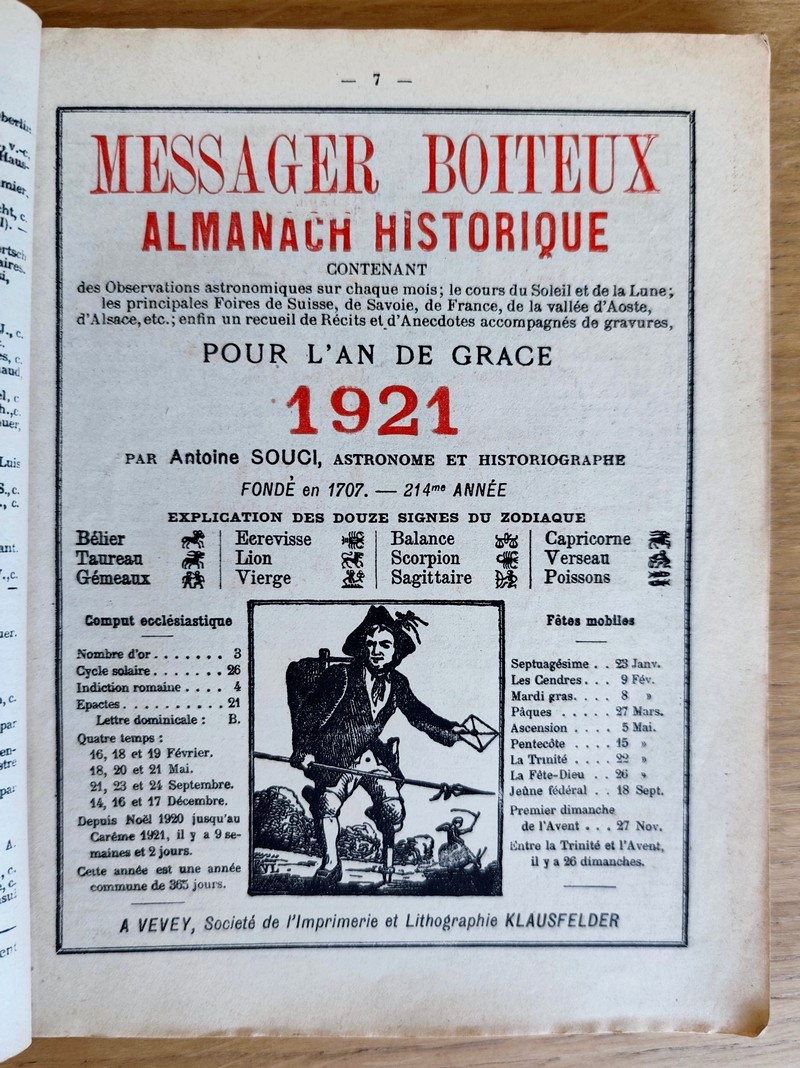 — 7 —
MESSAGER BOITEUX
ALMANACH HISTORIQUE
CONTENANT
des Observations astronomiques sur chaque mois; le cours du Soleil et de la Lune;
les principales Foires de Suisse, de Savoie, de France, de la vallée d'Aoste,
d'Alsace, etc.; enfin un recueil de Récits et d'Anecdotes accompagnés de gravures,
POUR L'AN DE GRACE
1921
PAR Antoine SOUCI, ASTRONOME ET HISTORIOGRAPHE
FONDÉ en 1707. — 214me ANNÉE
EXPLICATION DES DOUZE SIGNES DU ZODIAQUE
Bélier
Taureau
Gémeaux
Ecrevisse
Lion
Vierge
Balance
Scorpion
Sagittaire
Capricorne
Verseau
Poissons
Comput ecclésiastique
Nombre d'or . . . . . . . 3
Cycle solaire . . . . . . . 26
Indiction romaine . . . . 4
Epactes . . . . . . . . . . 21
Lettre dominicale : B.
Quatre temps :
16, 18 et 19 Février.
18, 20 et 21 Mai.
21, 23 et 24 Septembre.
14, 16 et 17 Décembre.
Depuis Noël 1920 jusqu'au
Carême 1921, il y a 9 se-
maines et 2 jours.
Cette année est une année
commune de 365 jours.
VL.
Fêtes mobiles
Septuagésime . . 23 Janv.
Les Cendres . . . 9 Fév.
Mardi gras. . . . 8 »
Pâques . . . . . 27 Mars.
Ascension . . . . 5 Mai.
Pentecôte . . . . 15 »
La Trinité . . . . 22 »
La Fête-Dieu . . 26 »
Jeûne fédéral . . 18 Sept.
Premier dimanche
de l'Avent . . . 27 Nov.
Entre la Trinité et l'Avent,
il y a 26 dimanches.
A VEVEY, Societé de l'Imprimerie et Lithographie KLAUSFELDER